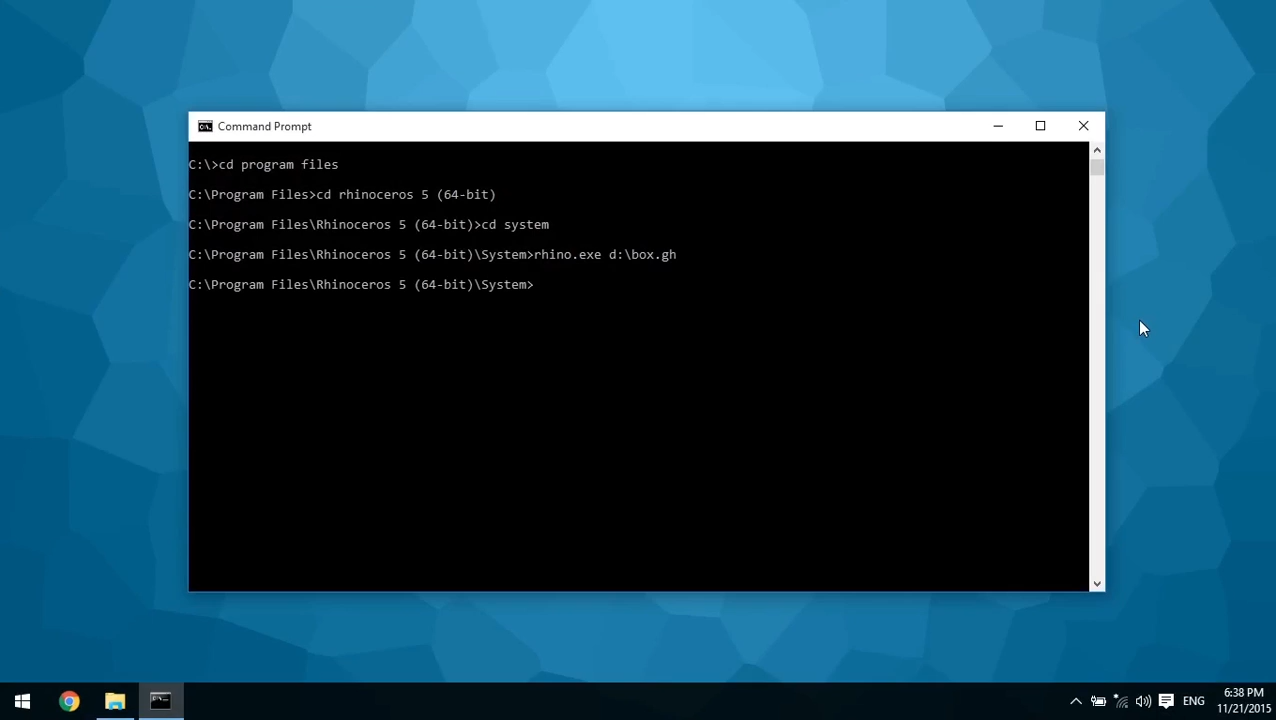 Command Prompt
C:\>cd program files
C:\Program Files>cd rhinoceros 5 (64-bit)
C:\Program Files\Rhinoceros 5 (64-bit)>cd system
C:\Program Files\Rhinoceros 5 (64-bit)\System>rhino.exe d:\box.gh
C:\Program Files\Rhinoceros 5 (64-bit)\System>
ENG
6:38 PM
11/21/2015